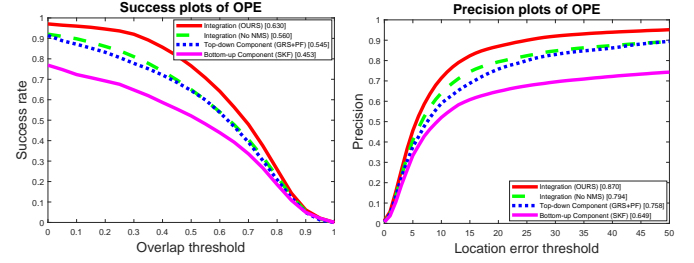 Success plots of OPE
Success rate
1
0.9
0.8
0.7
0.6
0.5
0.4
0.3
0.2
0.1
0
Integration (OURS) [0.630]
Integration (No NMS) [0.560]
Top-down Component (GRS+PF) [0.545]
Bottom-up Component (SKF) [0.453]
0 0.1 0.2 0.3 0.4 0.5 0.6 0.7 0.8 0.9 1
Overlap threshold
Precision plots of OPE
Precision
1
0.9
0.8
0.7
0.6
0.5
0.4
0.3
0.2
0.1
0
Integration (OURS) [0.870]
Integration (No NMS) [0.794]
Top-down Component (GRS+PF) [0.758]
Bottom-up Component (SKF) [0.649]
0 5 10 15 20 25 30 35 40 45 50
Location error threshold